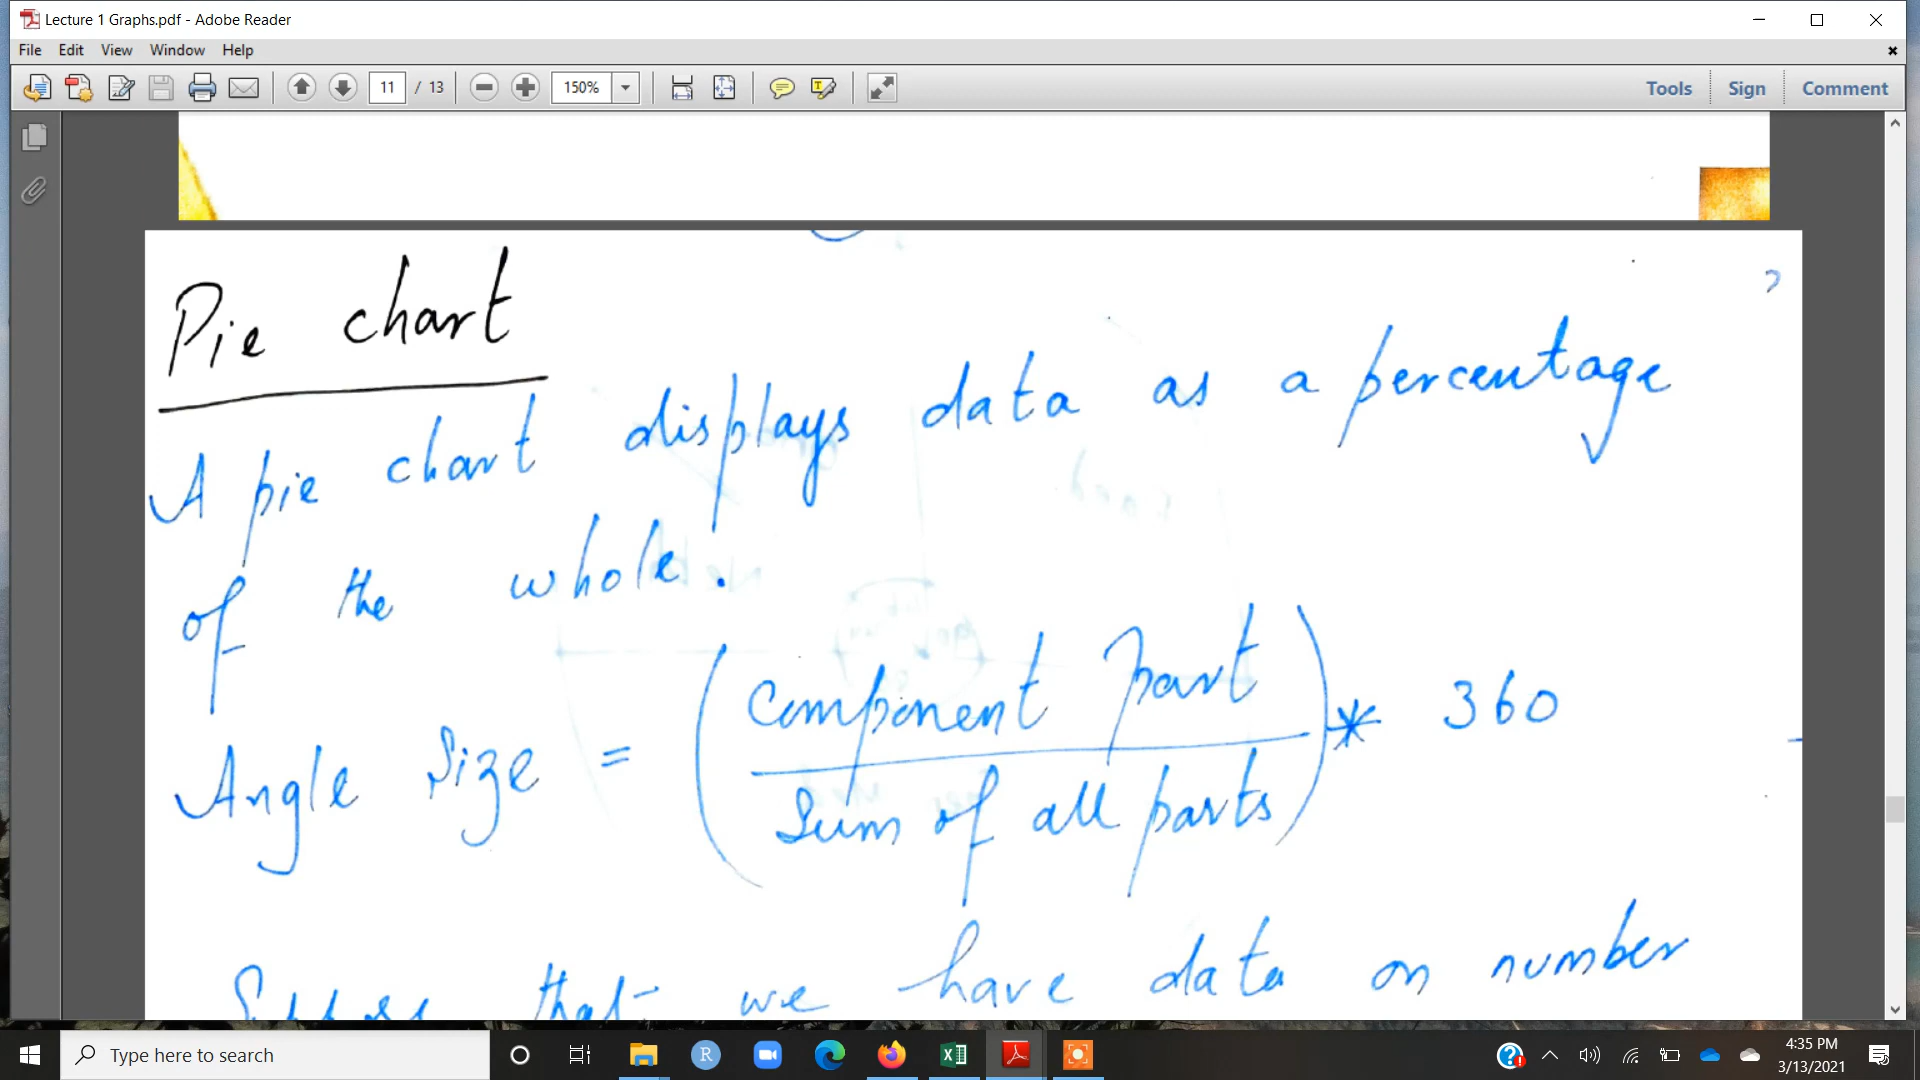 Lecture 1 Graphs.pdf - Adobe Reader
File Edit View Window Help
11 / 13 150% Tools Sign Comment
Pie chart
A pie chart displays data as a percentage
of the whole.
Angle Size = (Component part / Sum of all parts) * 360
that we have data on number
Type here to search
4:35 PM
3/13/2021